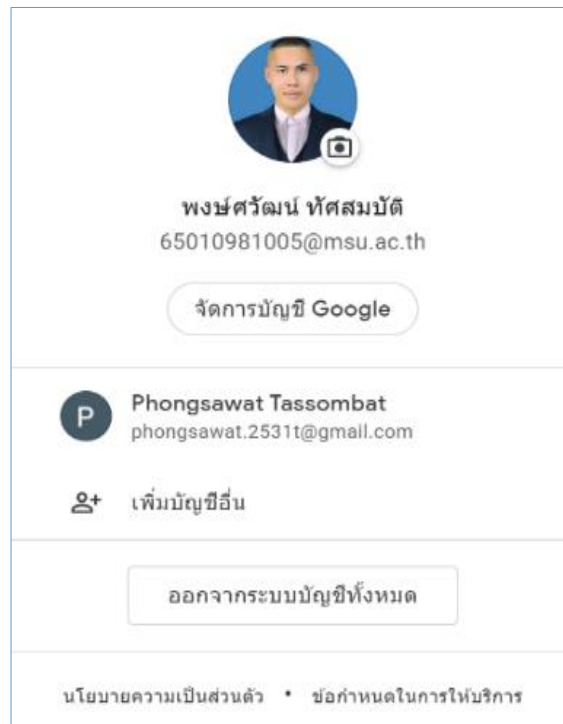 พงษ์ศวัฒน์ ทัศสมบัติ
65010981005@msu.ac.th
จัดการบัญชี Google
P
Phongsawat Tassombat
phongsawat.2531t@gmail.com
เพิ่มบัญชีอื่น
ออกจากระบบบัญชีทั้งหมด
นโยบายความเป็นส่วนตัว • ข้อกำหนดในการให้บริการ